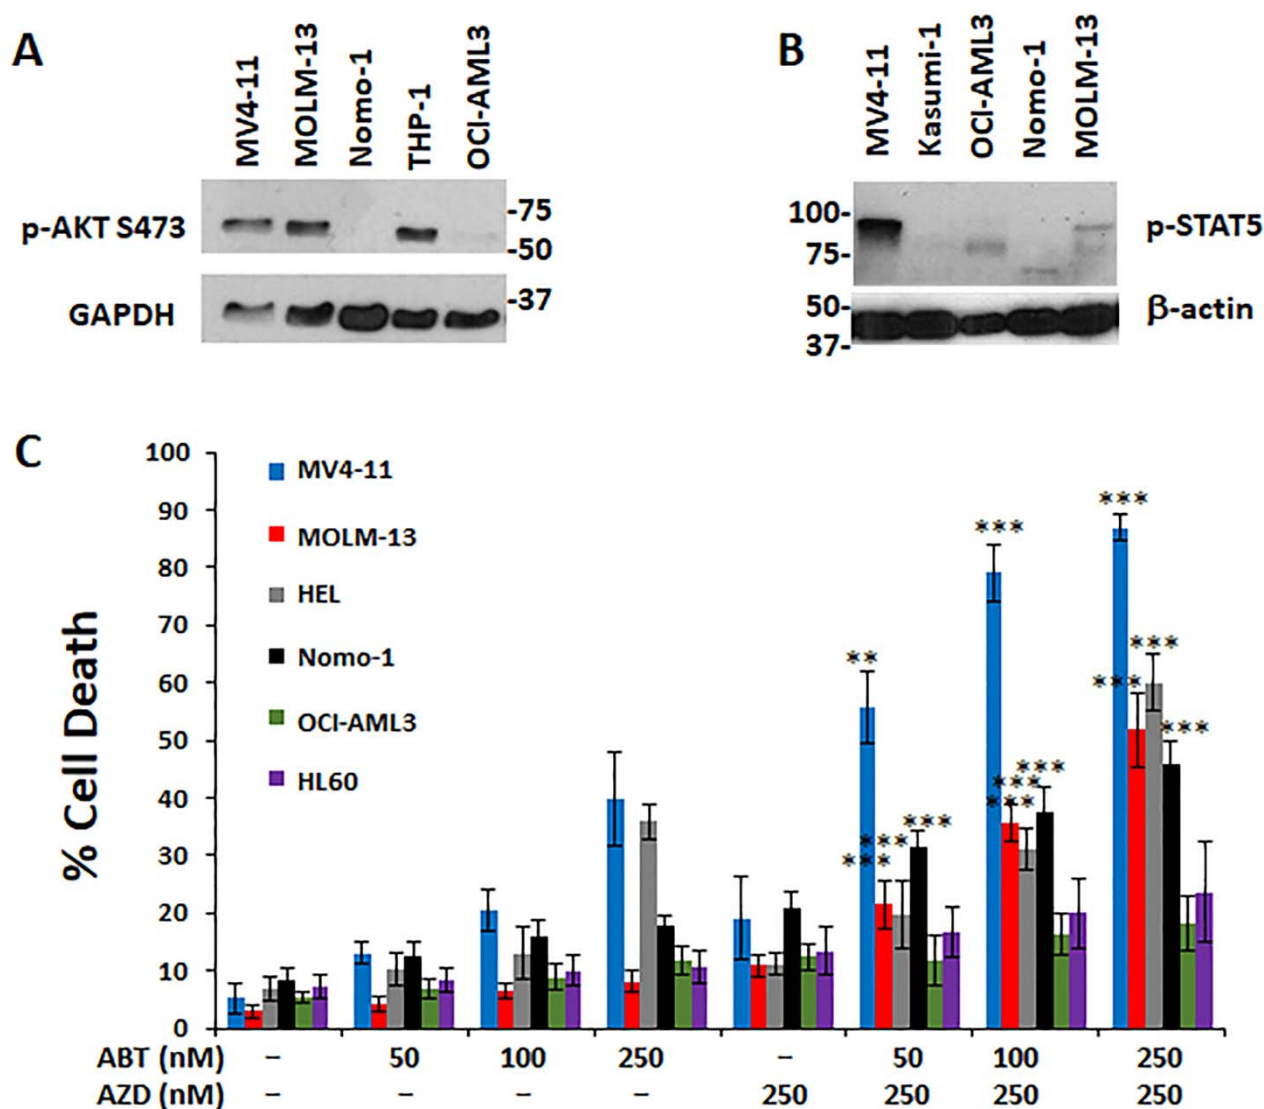 A
MV4-11
MOLM-13
Nomo-1
THP-1
OCI-AML3
p-AKT S473
-75
-50
GAPDH
-37
B
MV4-11
Kasumi-1
OCI-AML3
Nomo-1
MOLM-13
100-
75-
p-STAT5
50-
37-
β-actin
C
% Cell Death
100
90
80
70
60
50
40
30
20
10
0
MV4-11
MOLM-13
HEL
Nomo-1
OCI-AML3
HL60
**
***
***
***
***
***
***
***
***
***
***
***
ABT (nM) – 50 100 250 – 50 100 250
AZD (nM) – – – – 250 250 250 250